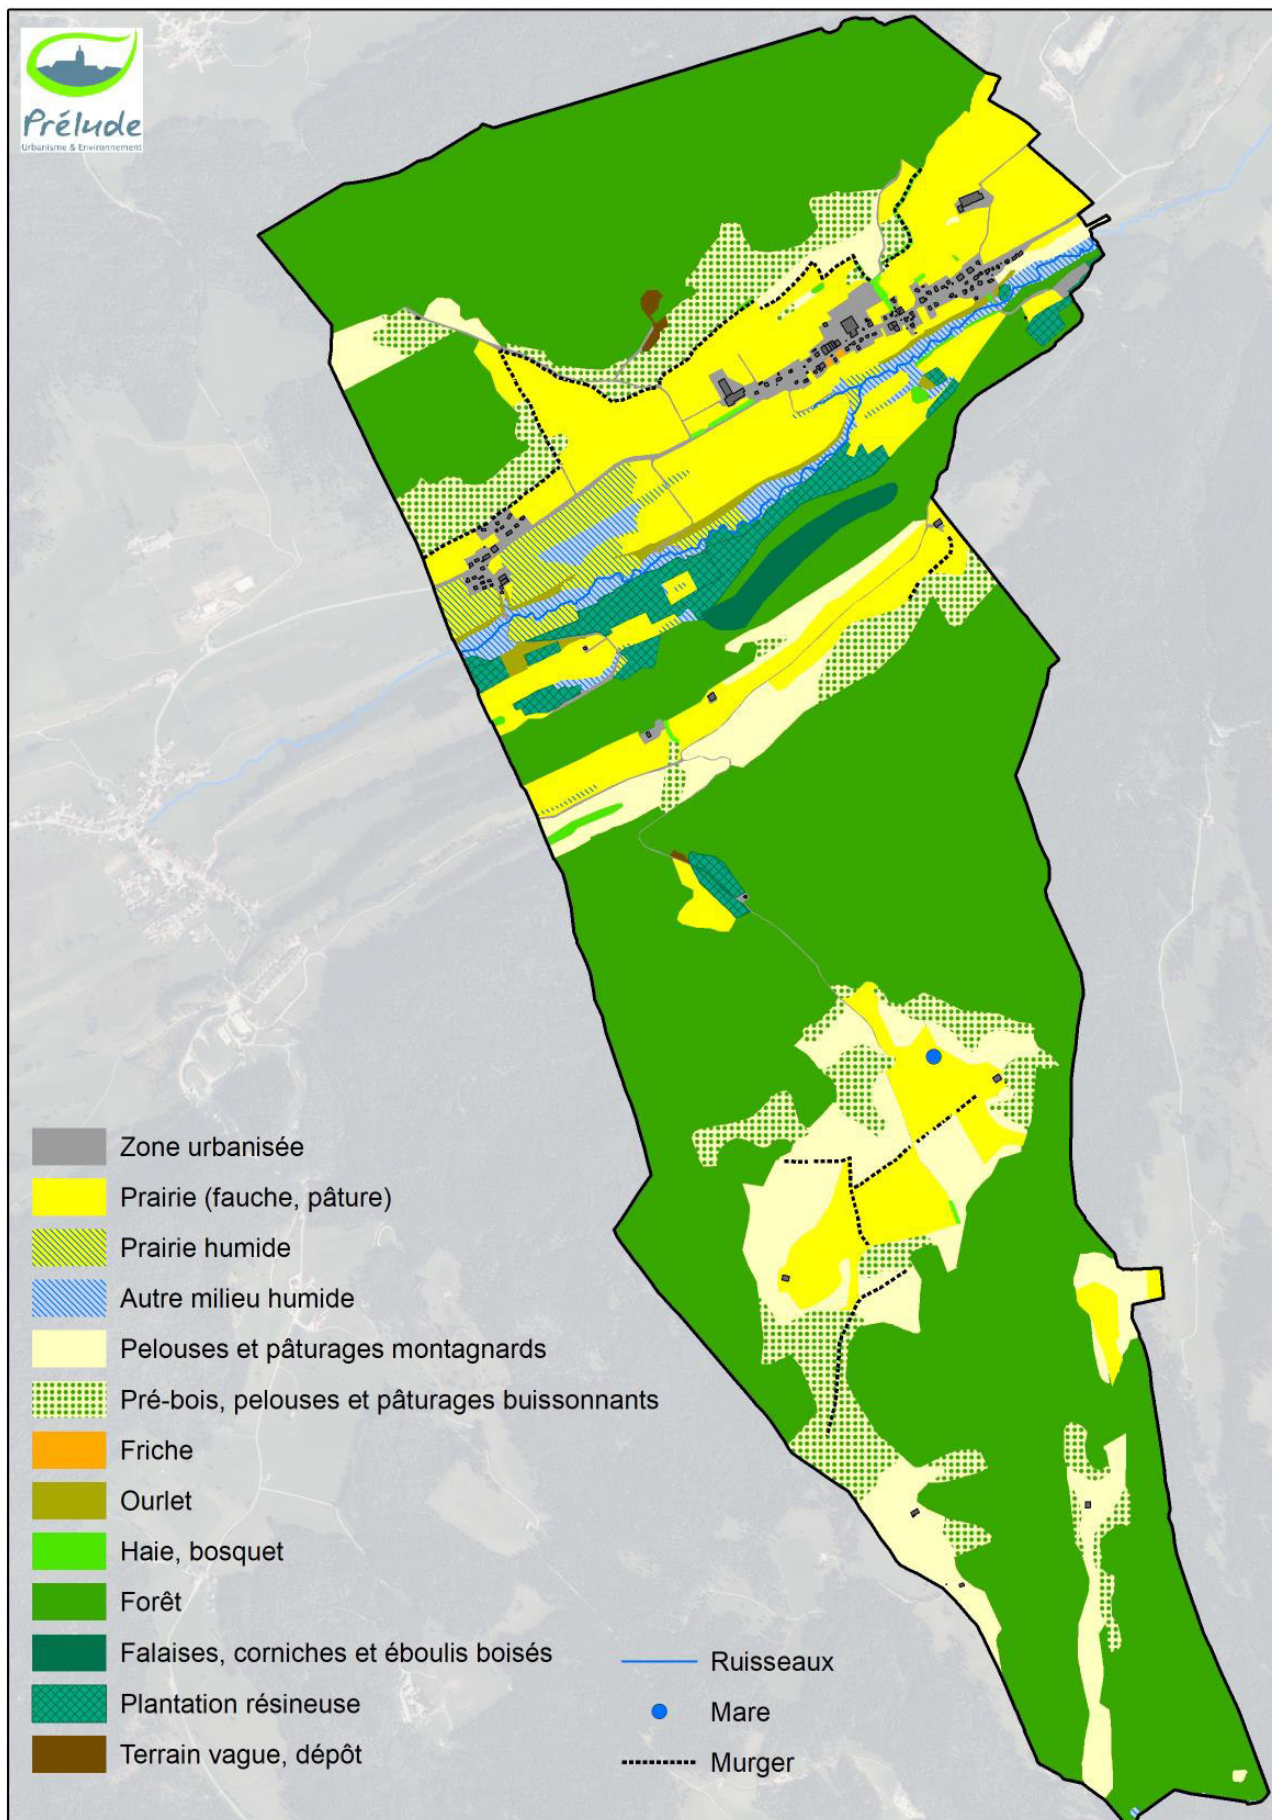 Prélude
Urbanisme & Environnement
Zone urbanisée
Prairie (fauche, pâture)
Prairie humide
Autre milieu humide
Pelouses et pâturages montagnards
Pré-bois, pelouses et pâturages buissonnants
Friche
Ourlet
Haie, bosquet
Forêt
Falaises, corniches et éboulis boisés
Plantation résineuse
Terrain vague, dépôt
Ruisseaux
Mare
Murger